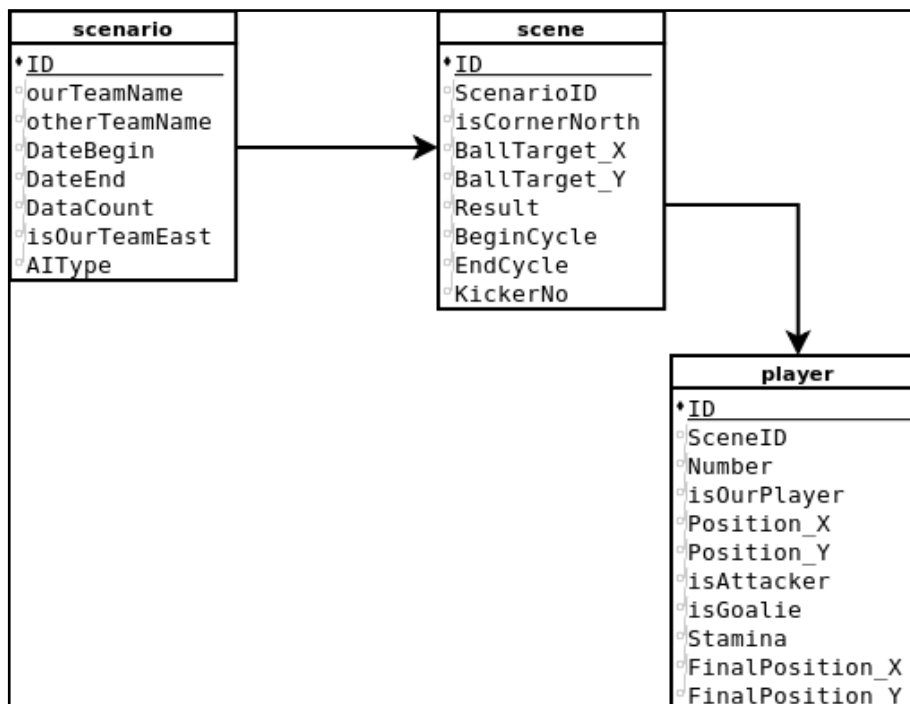 scenario
ID
ourTeamName
otherTeamName
DateBegin
DateEnd
DataCount
isOurTeamEast
AIType
scene
ID
ScenarioID
isCornerNorth
BallTarget_X
BallTarget_Y
Result
BeginCycle
EndCycle
KickerNo
player
ID
SceneID
Number
isOurPlayer
Position_X
Position_Y
isAttacker
isGoalie
Stamina
FinalPosition_X
FinalPosition_Y